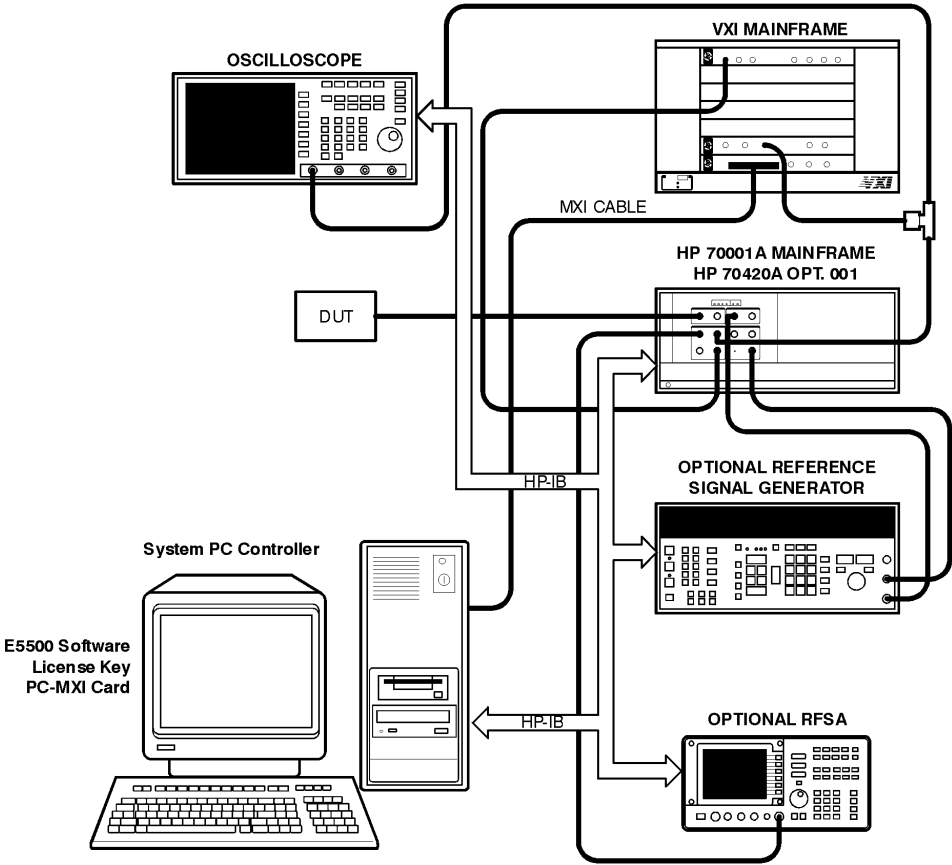 VXI MAINFRAME
OSCILLOSCOPE
VXI
MXI CABLE
HP 70001A MAINFRAME
HP 70420A OPT. 001
DUT
OPTIONAL REFERENCE
SIGNAL GENERATOR
HP-IB
System PC Controller
E5500 Software
License Key
PC-MXI Card
HP-IB
OPTIONAL RFSA